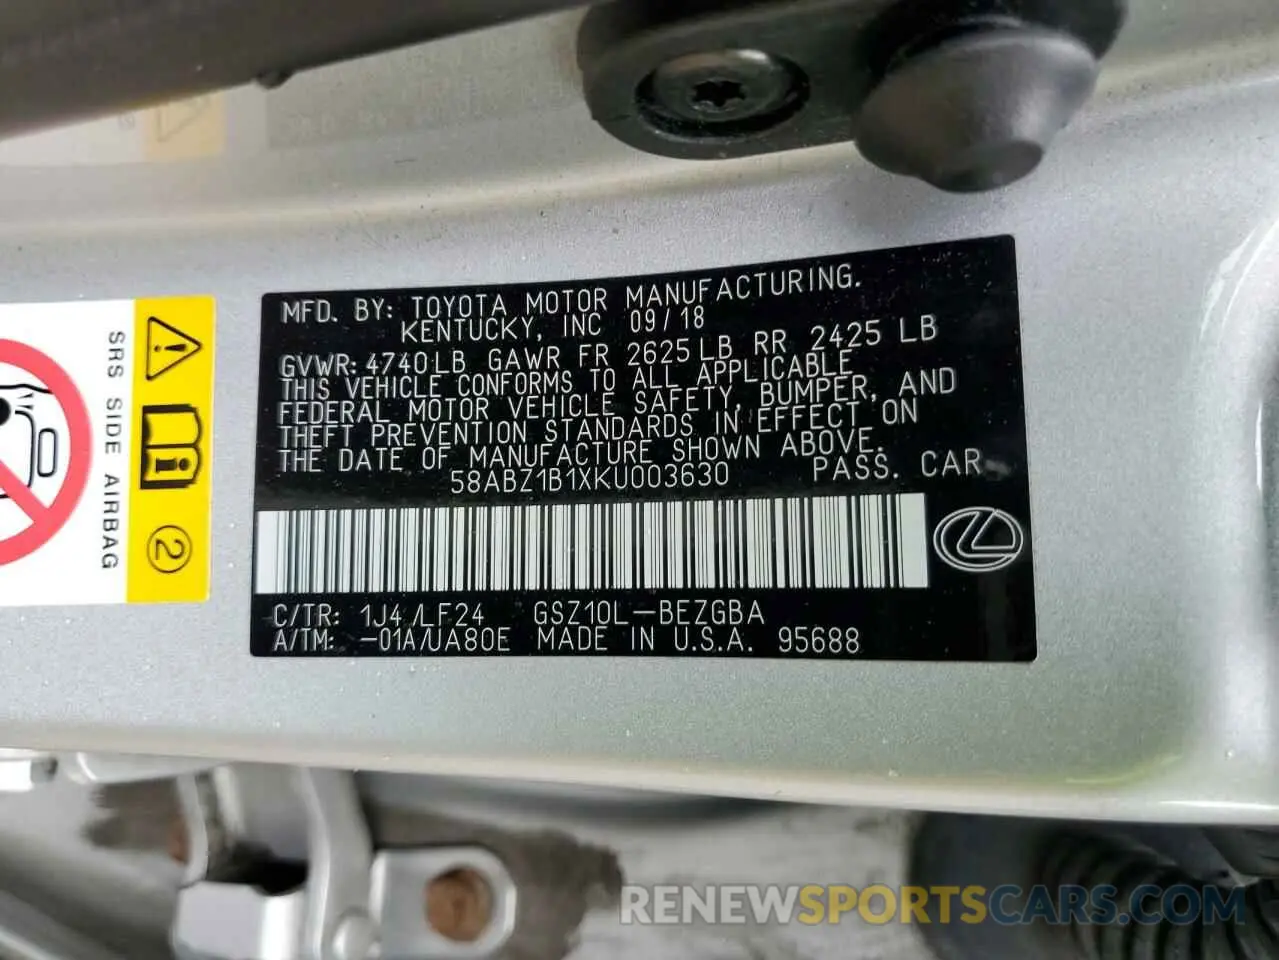 MFD. BY: TOYOTA MOTOR MANUFACTURING.
KENTUCKY, INC 09/18
GVWR: 4740LB GAWR FR 2625 LB RR 2425 LB
THIS VEHICLE CONFORMS TO ALL APPLICABLE
FEDERAL MOTOR VEHICLE SAFETY, BUMPER, AND
THEFT PREVENTION STANDARDS IN EFFECT ON
THE DATE OF MANUFACTURE SHOWN ABOVE.
58ABZ1B1XKU003630 PASS. CAR
C/TR: 1J4/LF24 GSZ10L-BEZGBA
A/TM: -01A/UA80E MADE IN U.S.A. 95688
SRS SIDE AIRBAG
2
RENEWSPORTSCARS.COM